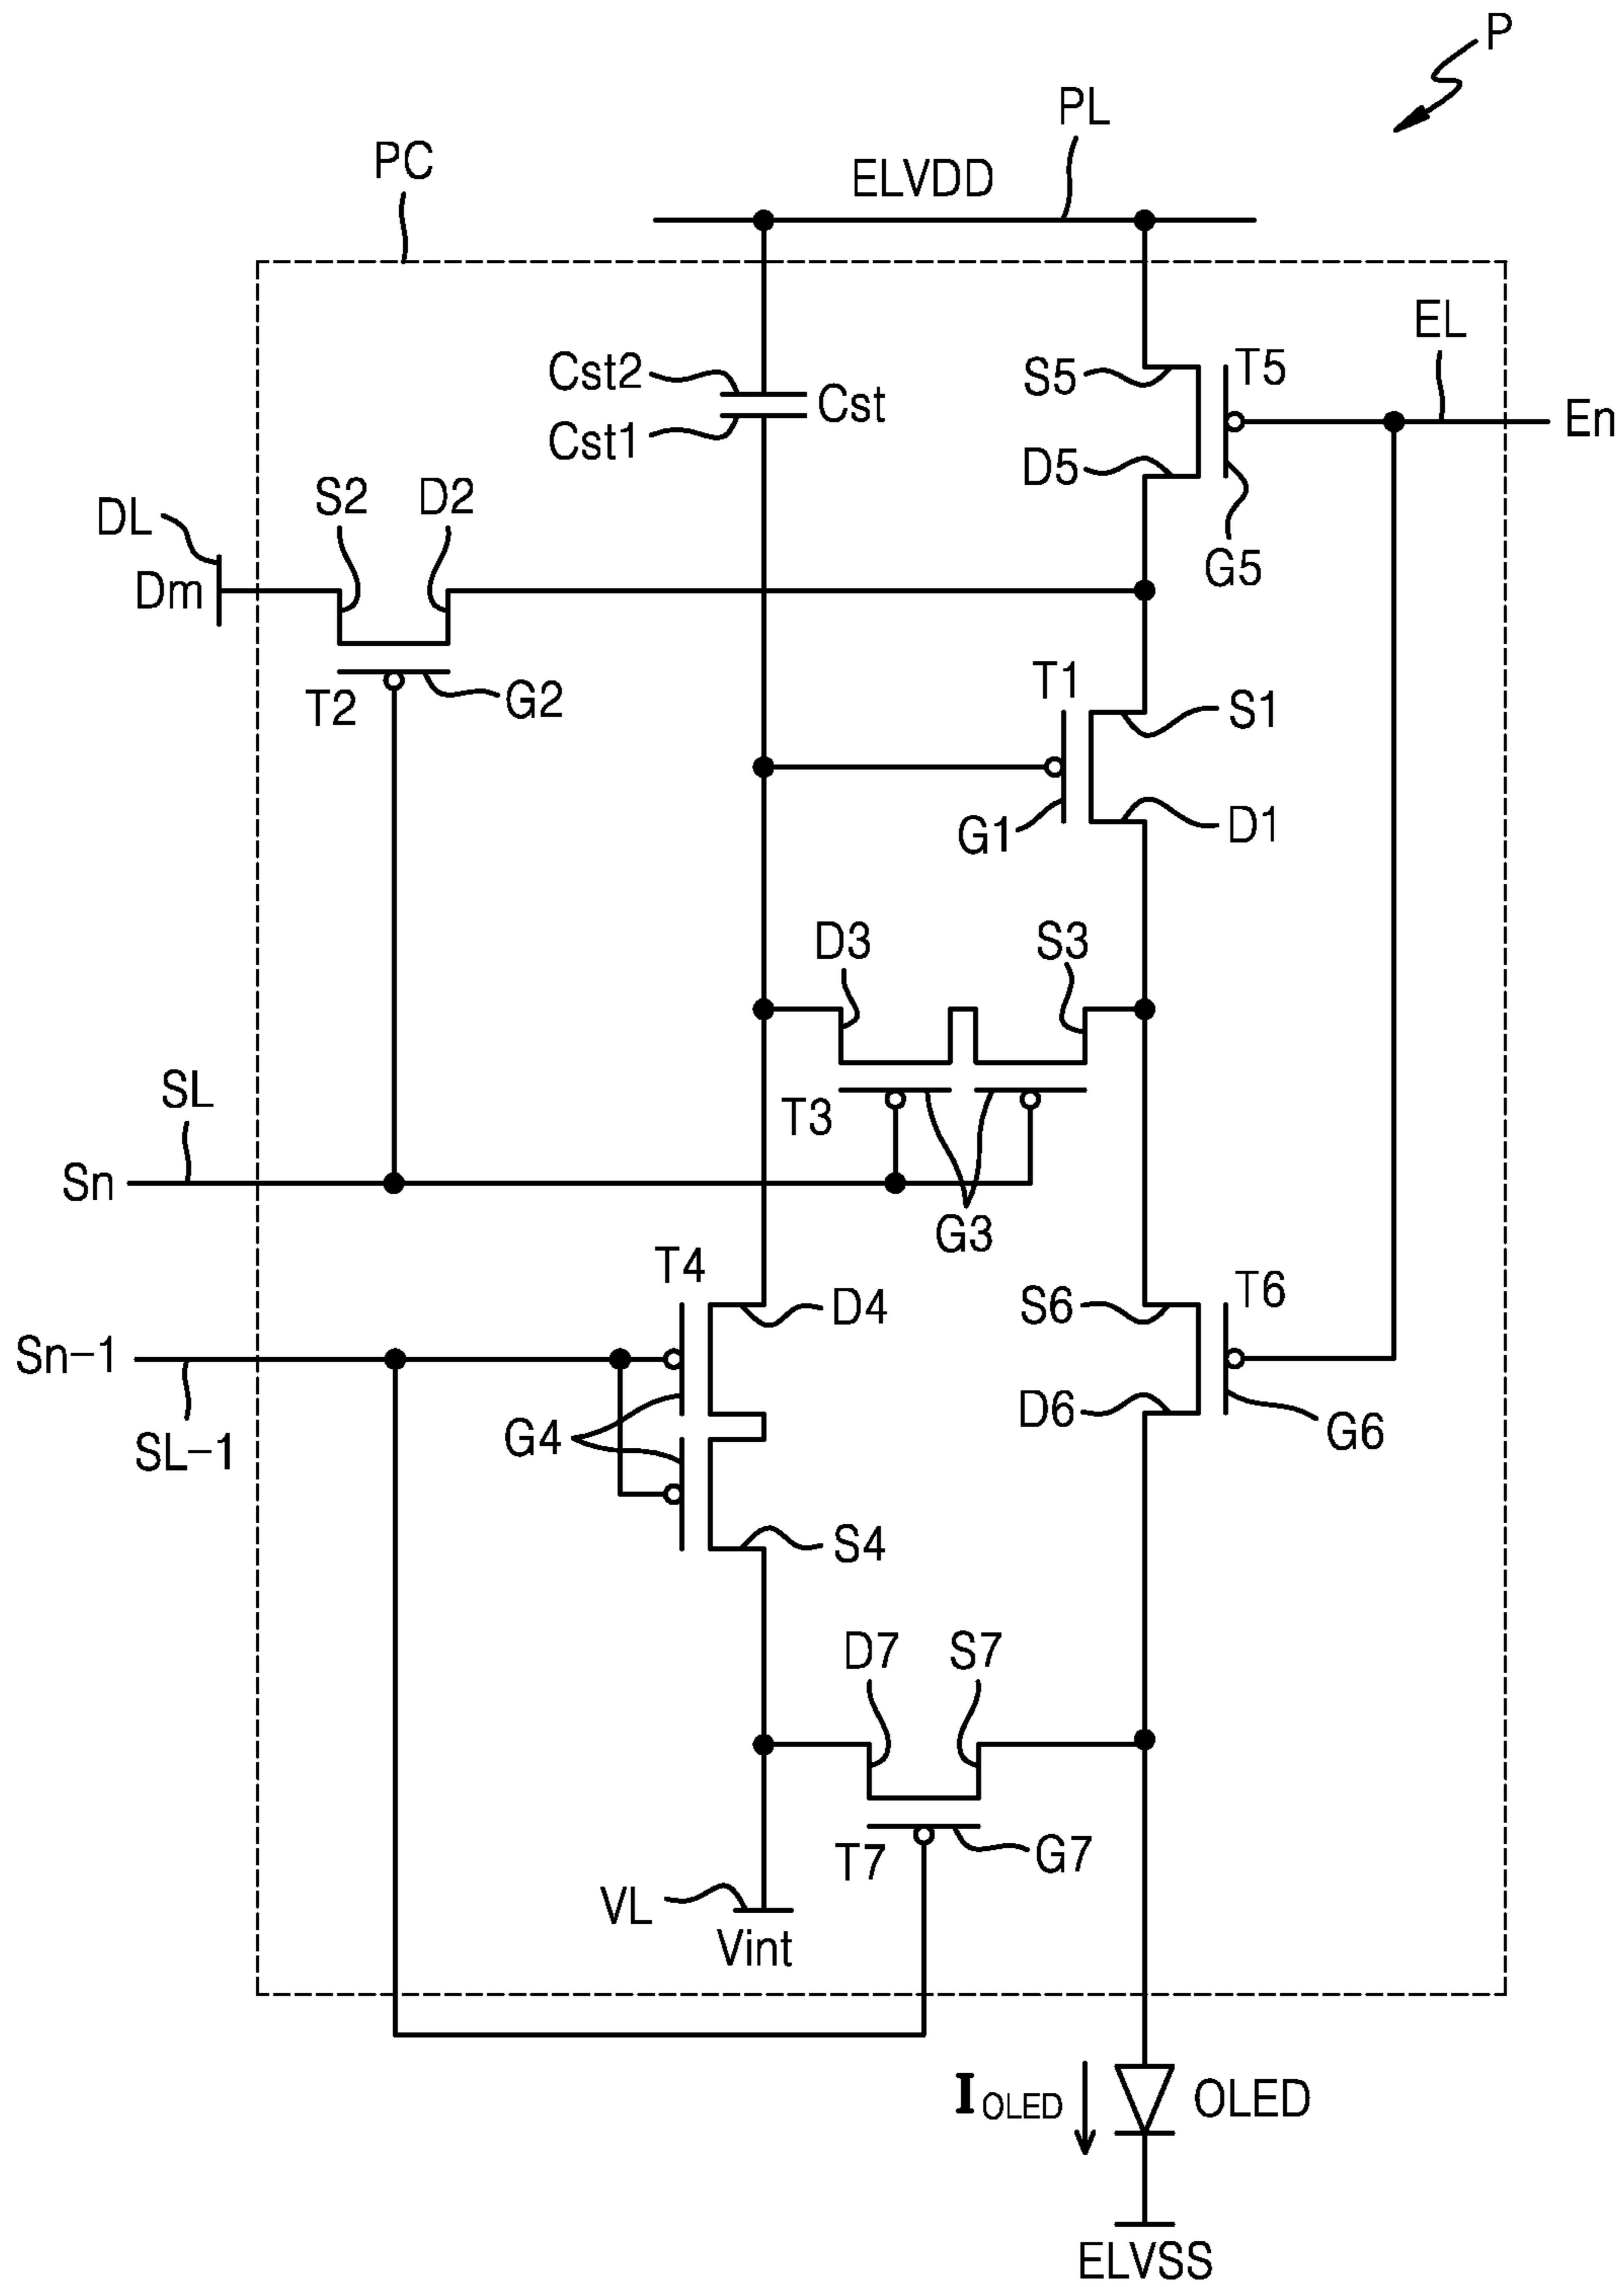 P
PL
PC
ELVDD
EL
Cst2
Cst
S5
T5
En
Cst1
D5
S2
D2
DL
Dm
G5
T1
T2
G2
S1
G1
D1
D3
S3
SL
T3
Sn
G3
T4
D4
S6
T6
Sn-1
D6
SL-1
G4
G6
S4
D7
S7
T7
G7
VL
Vint
IOLED
OLED
ELVSS